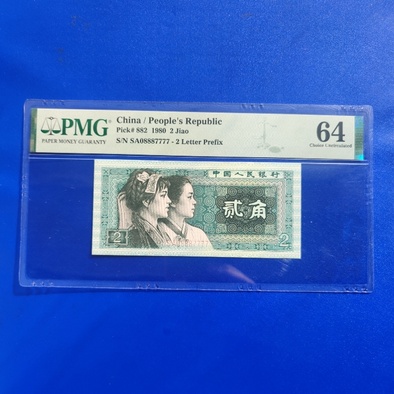 PMG
PAPER MONEY GUARANTY
China / People's Republic
Pick# 882 1980 2 Jiao
S/N SA08887777 - 2 Letter Prefix
64
Choice Uncirculated
中国人民银行
贰角
2
2